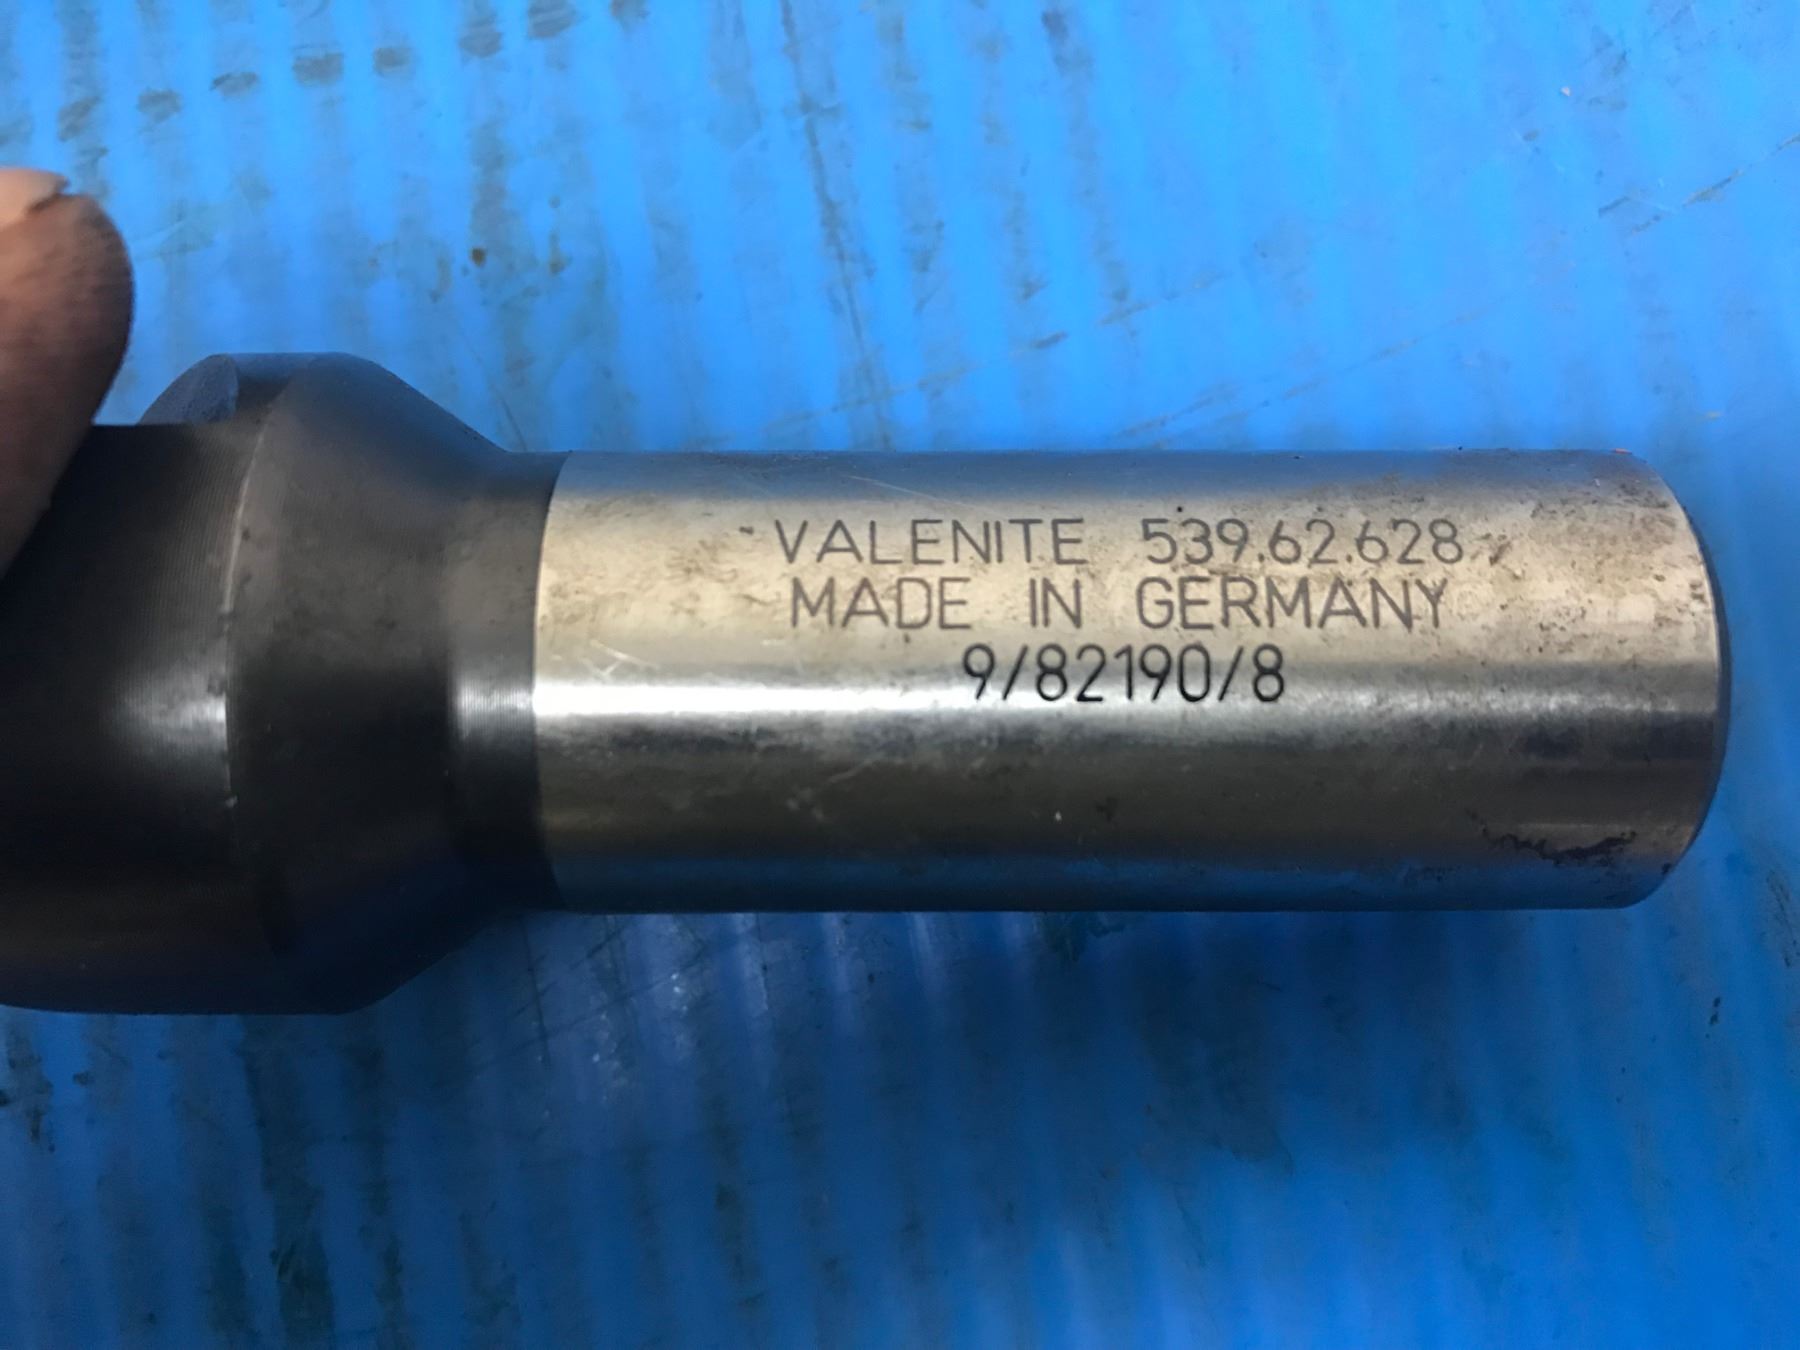 VALENITE 539.62.628
MADE IN GERMANY
9/82190/8